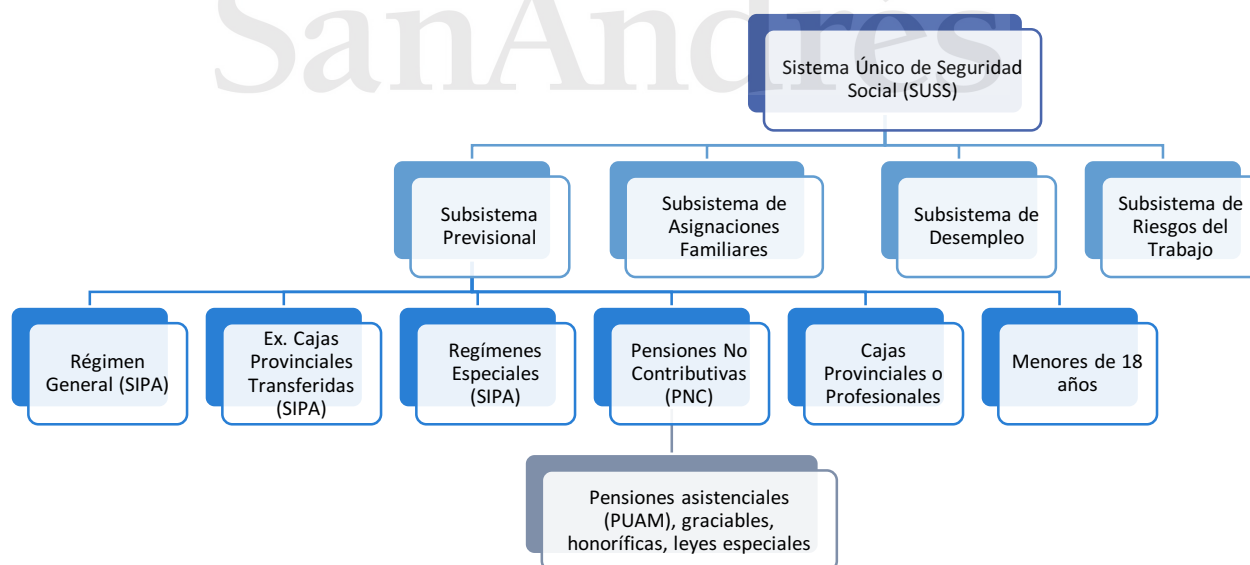 SanAndrés
Sistema Único de Seguridad
Social (SUSS)
Subsistema
Previsional
Subsistema de
Asignaciones
Familiares
Subsistema de
Desempleo
Subsistema de
Riesgos del
Trabajo
Régimen
General (SIPA)
Ex. Cajas
Provinciales
Transferidas
(SIPA)
Regímenes
Especiales
(SIPA)
Pensiones No
Contributivas
(PNC)
Cajas
Provinciales o
Profesionales
Menores de 18
años
Pensiones asistenciales
(PUAM), graciables,
honoríficas, leyes especiales